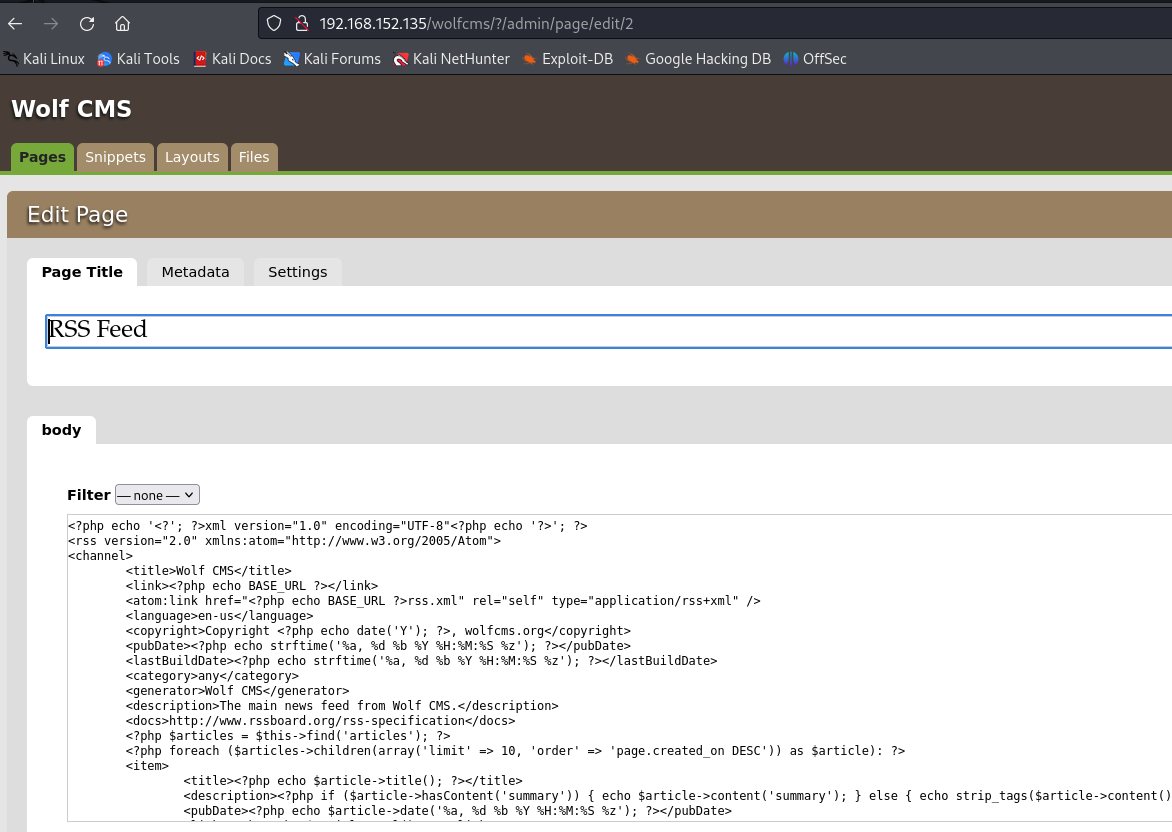 192.168.152.135/wolfcms/?/admin/page/edit/2
Kali Linux Kali Tools Kali Docs Kali Forums Kali NetHunter Exploit-DB Google Hacking DB OffSec
Wolf CMS
Pages Snippets Layouts Files
Edit Page
Page Title Metadata Settings
RSS Feed
body
Filter — none —
<?php echo '<?'; ?>xml version="1.0" encoding="UTF-8"<?php echo '?>'; ?>
<rss version="2.0" xmlns:atom="http://www.w3.org/2005/Atom">
<channel>
<title>Wolf CMS</title>
<link><?php echo BASE_URL ?></link>
<atom:link href="<?php echo BASE_URL ?>rss.xml" rel="self" type="application/rss+xml" />
<language>en-us</language>
<copyright>Copyright <?php echo date('Y'); ?>, wolfcms.org</copyright>
<pubDate><?php echo strftime('%a, %d %b %Y %H:%M:%S %z'); ?></pubDate>
<lastBuildDate><?php echo strftime('%a, %d %b %Y %H:%M:%S %z'); ?></lastBuildDate>
<category>any</category>
<generator>Wolf CMS</generator>
<description>The main news feed from Wolf CMS.</description>
<docs>http://www.rssboard.org/rss-specification</docs>
<?php $articles = $this->find('articles'); ?>
<?php foreach ($articles->children(array('limit' => 10, 'order' => 'page.created_on DESC')) as $article): ?>
<item>
<title><?php echo $article->title(); ?></title>
<description><?php if ($article->hasContent('summary')) { echo $article->content('summary'); } else { echo strip_tags($article->content()
<pubDate><?php echo $article->date('%a, %d %b %Y %H:%M:%S %z'); ?></pubDate>